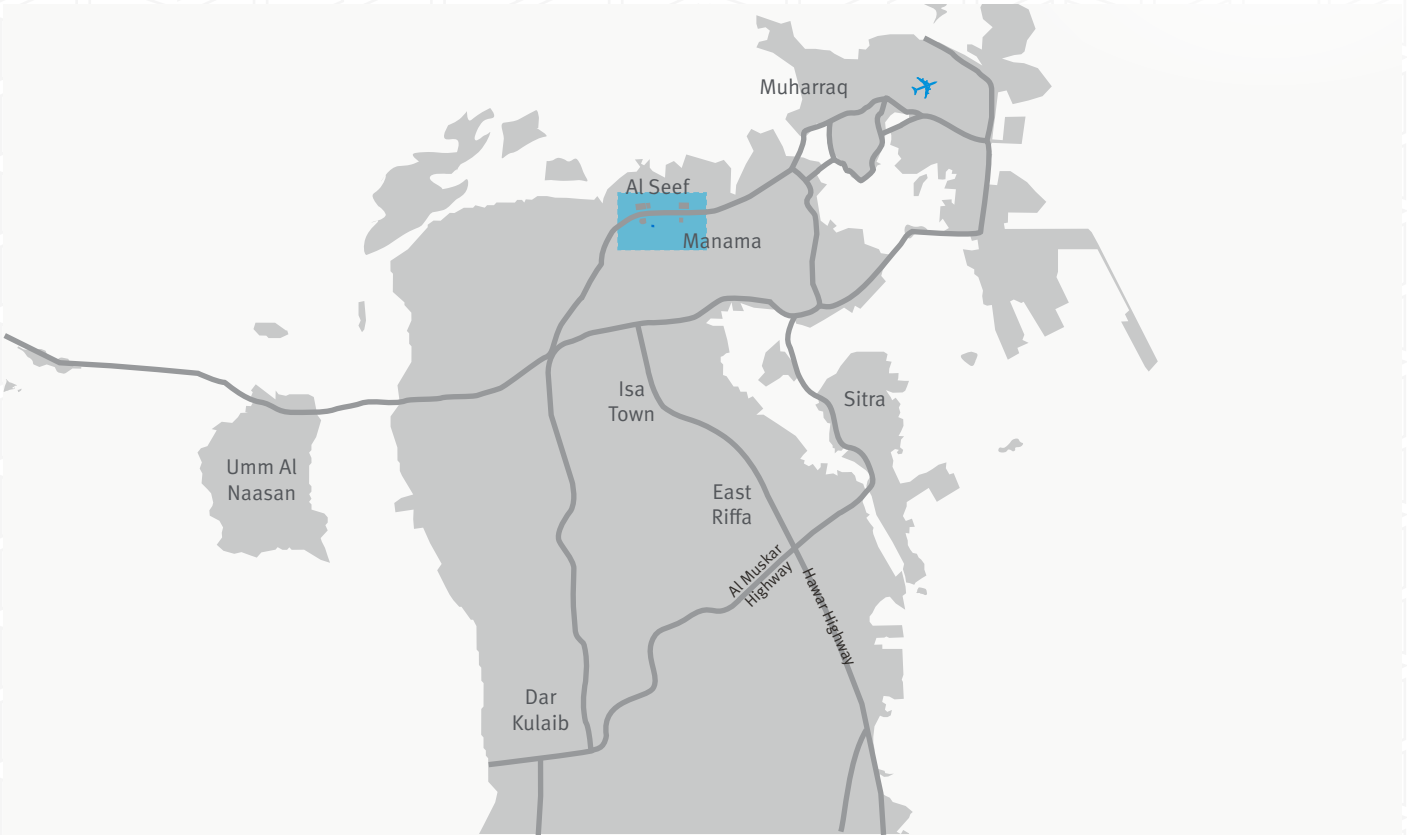 Muharraq
Al Seef
Manama
Isa
Town
Sitra
Umm Al
Naasan
East
Riffa
Al Muskar
Highway
Hawar Highway
Dar
Kulaib